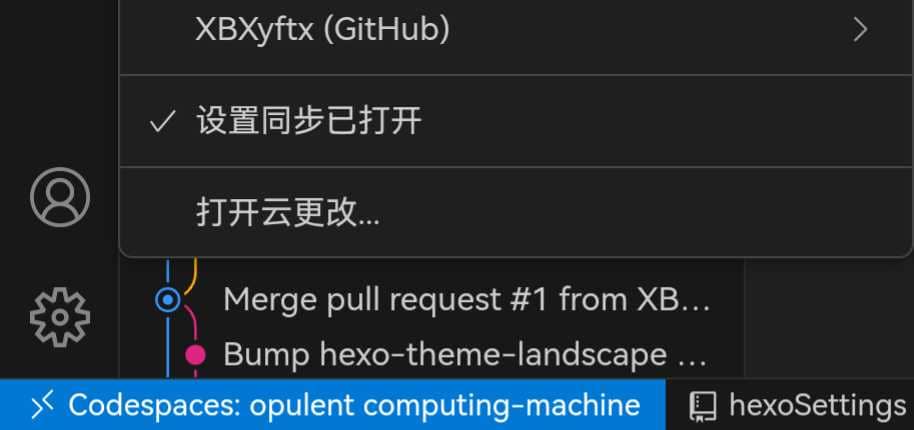 XBXyftx (GitHub)
设置同步已打开
打开云更改...
Merge pull request #1 from XB...
Bump hexo-theme-landscape ...
Codespaces: opulent computing-machine
hexoSettings